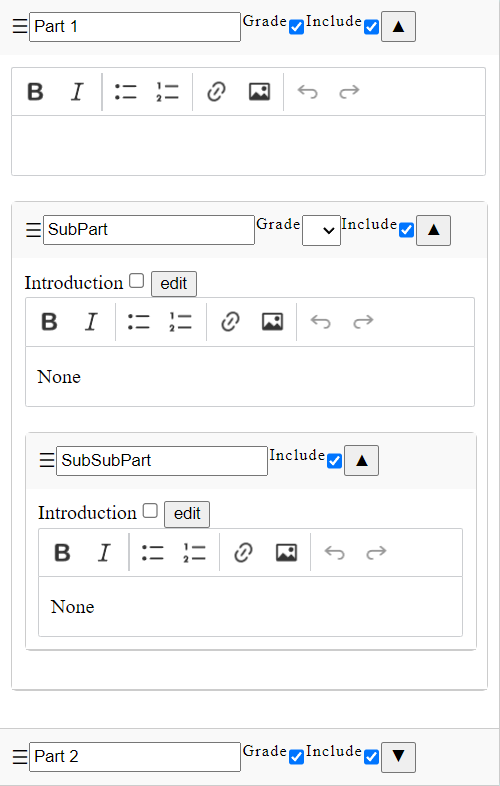 ☰ Part 1 Grade Include ▲
B I
☰ SubPart Grade Include ▲
Introduction edit
B I
None
☰ SubSubPart Include ▲
Introduction edit
B I
None
☰ Part 2 Grade Include ▼